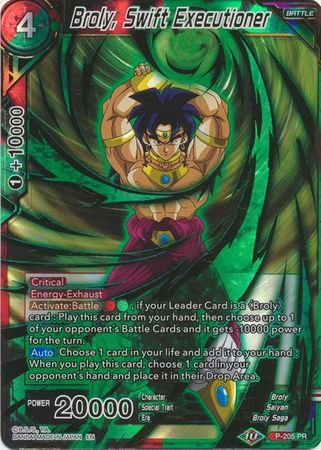 Broly, Swift Executioner
BATTLE
4
1 +10000
Critical
Energy-Exhaust
Activate:Battle , if your Leader Card is a 〈Broly〉
card : Play this card from your hand, then choose up to 1
of your opponent's Battle Cards and it gets -10000 power
for the turn.
Auto Choose 1 card in your life and add it to your hand :
When you play this card, choose 1 card in your
opponent's hand and place it in their Drop Area.
POWER 20000
Character Broly
Special Trait Saiyan
Era Broly Saga
©B.S./S., T.A.
BANDAI MADE IN JAPAN EN
P-205 PR